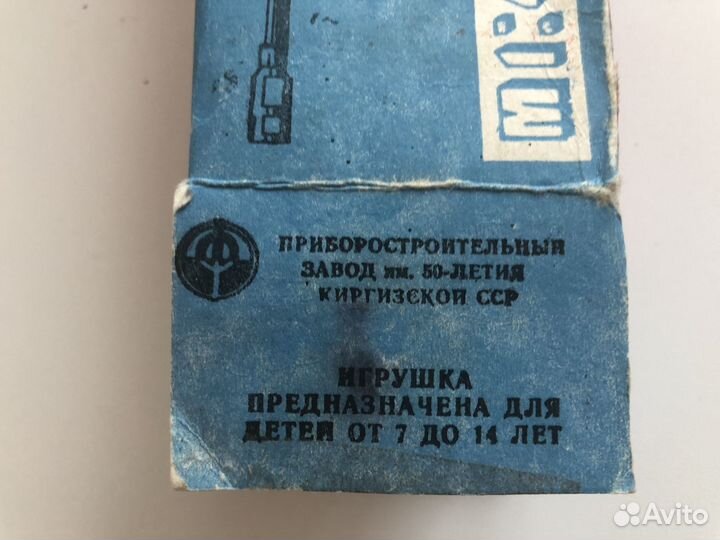 ПРИБОРОСТРОИТЕЛЬНЫЙ
ЗАВОД им. 50-ЛЕТИЯ
КИРГИЗСКОЙ ССР
ИГРУШКА
ПРЕДНАЗНАЧЕНА ДЛЯ
ДЕТЕЙ ОТ 7 ДО 14 ЛЕТ
Avito